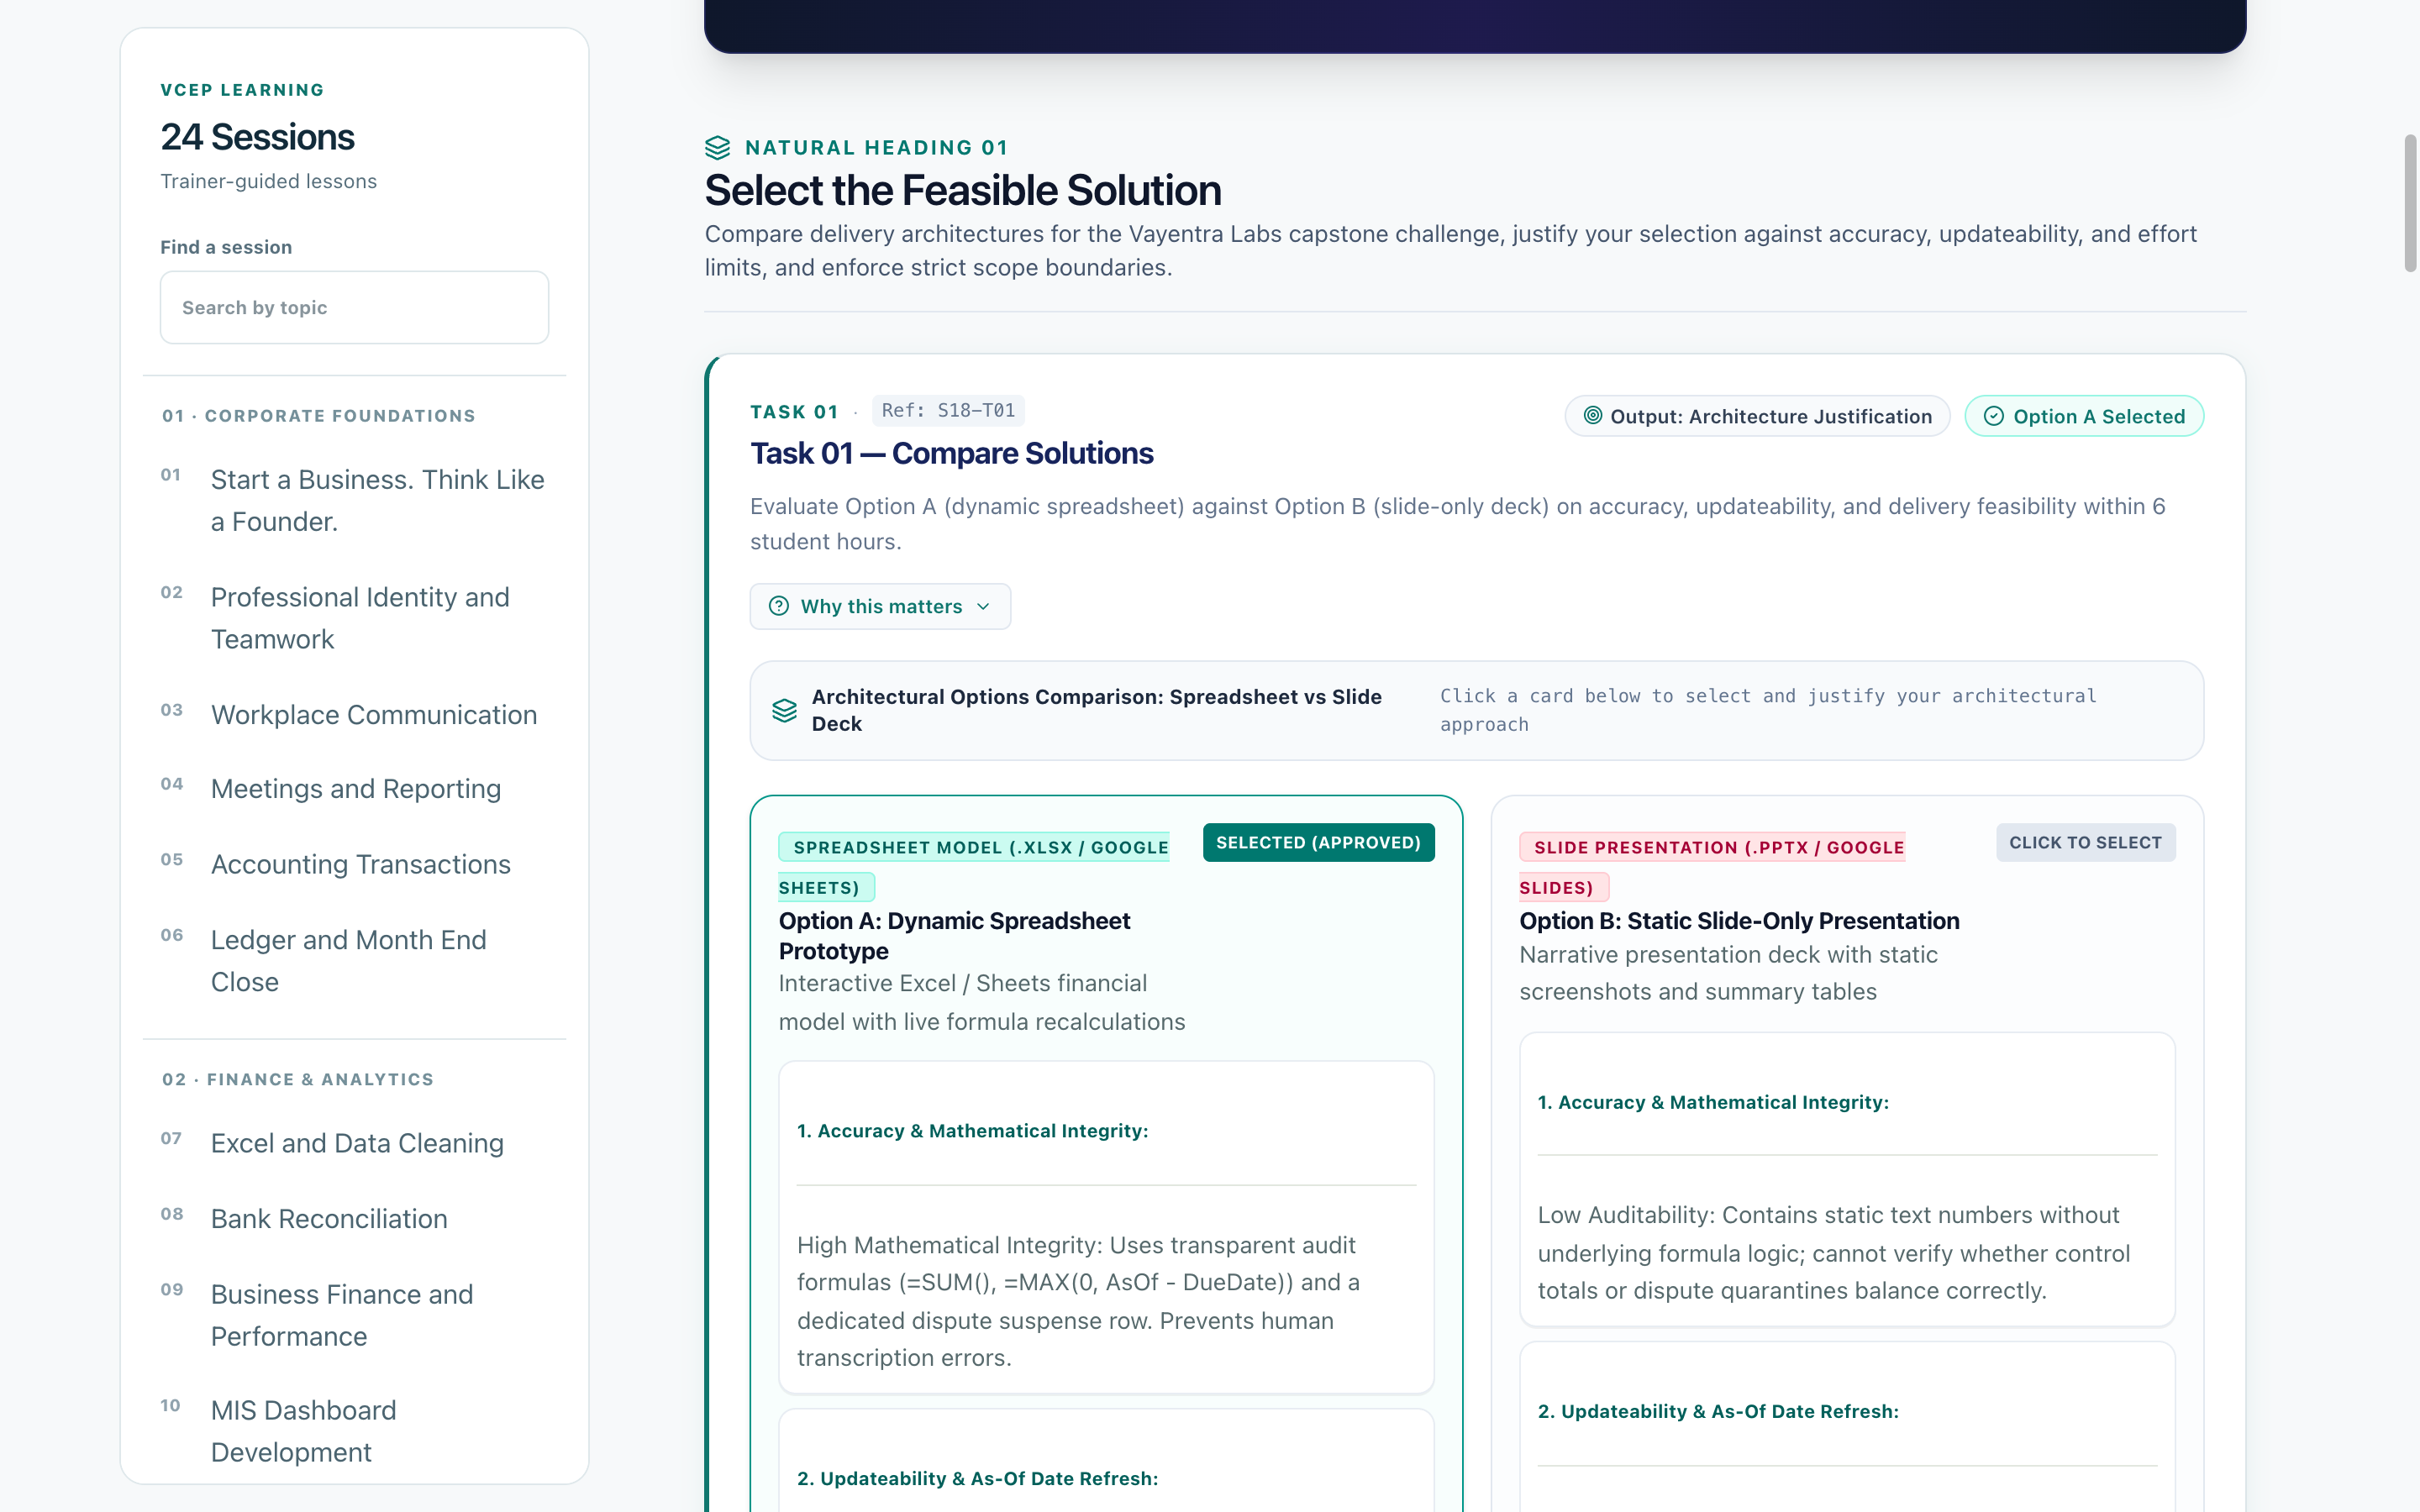 VCEP LEARNING
24 Sessions
Trainer-guided lessons
Find a session
Search by topic
01 · CORPORATE FOUNDATIONS
01 Start a Business. Think Like
a Founder.
02 Professional Identity and
Teamwork
03 Workplace Communication
04 Meetings and Reporting
05 Accounting Transactions
06 Ledger and Month End
Close
02 · FINANCE & ANALYTICS
07 Excel and Data Cleaning
08 Bank Reconciliation
09 Business Finance and
Performance
10 MIS Dashboard
Development
NATURAL HEADING 01
Select the Feasible Solution
Compare delivery architectures for the Vayentra Labs capstone challenge, justify your selection against accuracy, updateability, and effort
limits, and enforce strict scope boundaries.
TASK 01 · Ref: S18-T01
Output: Architecture Justification
Option A Selected
Task 01 — Compare Solutions
Evaluate Option A (dynamic spreadsheet) against Option B (slide-only deck) on accuracy, updateability, and delivery feasibility within 6
student hours.
Why this matters
Architectural Options Comparison: Spreadsheet vs Slide
Deck
Click a card below to select and justify your architectural
approach
SPREADSHEET MODEL (.XLSX / GOOGLE
SHEETS)
SELECTED (APPROVED)
Option A: Dynamic Spreadsheet
Prototype
Interactive Excel / Sheets financial
model with live formula recalculations
1. Accuracy & Mathematical Integrity:
High Mathematical Integrity: Uses transparent audit
formulas (=SUM(), =MAX(0, AsOf - DueDate)) and a
dedicated dispute suspense row. Prevents human
transcription errors.
2. Updateability & As-Of Date Refresh:
SLIDE PRESENTATION (.PPTX / GOOGLE
SLIDES)
CLICK TO SELECT
Option B: Static Slide-Only Presentation
Narrative presentation deck with static
screenshots and summary tables
1. Accuracy & Mathematical Integrity:
Low Auditability: Contains static text numbers without
underlying formula logic; cannot verify whether control
totals or dispute quarantines balance correctly.
2. Updateability & As-Of Date Refresh: